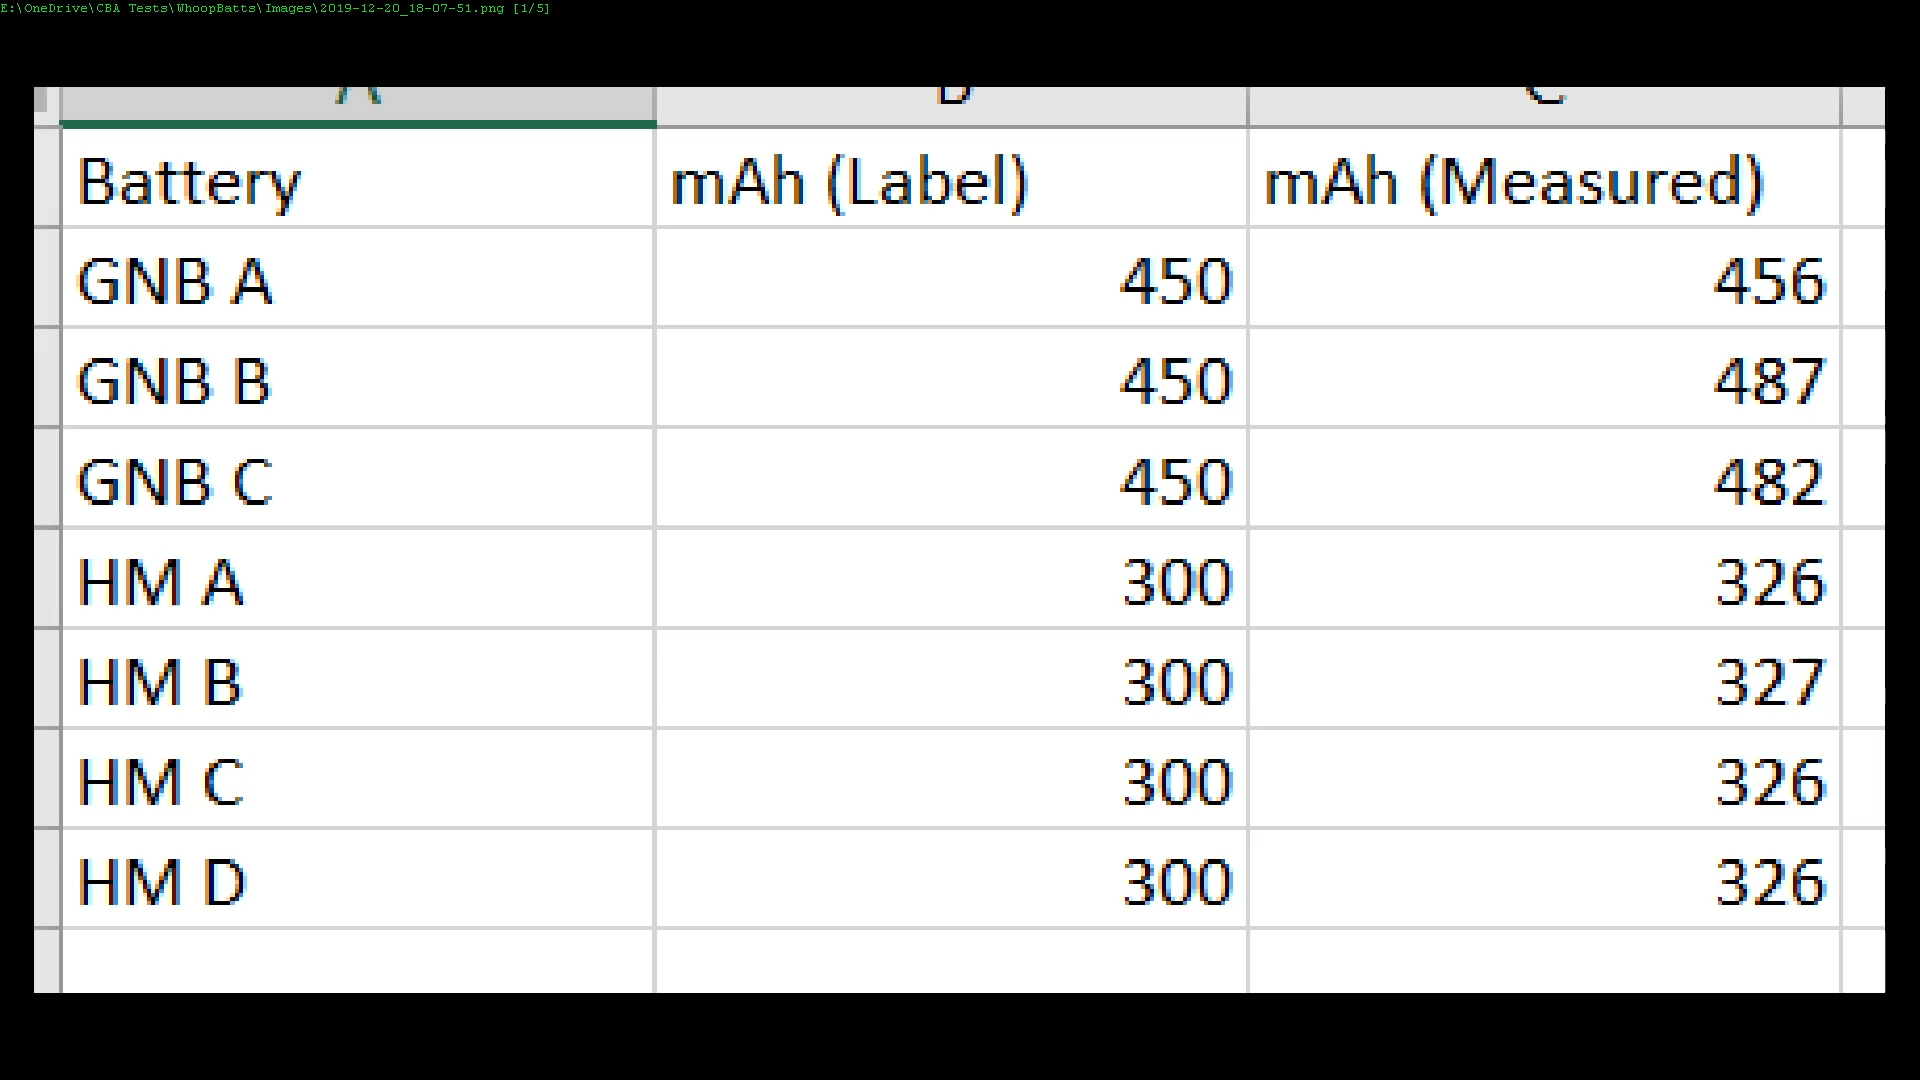 E:\OneDrive\CBA Tests\WhoopBatts\Images\2019-12-20_18-07-51.png [1/5]
A B C
Battery mAh (Label) mAh (Measured)
GNB A 450 456
GNB B 450 487
GNB C 450 482
HM A 300 326
HM B 300 327
HM C 300 326
HM D 300 326